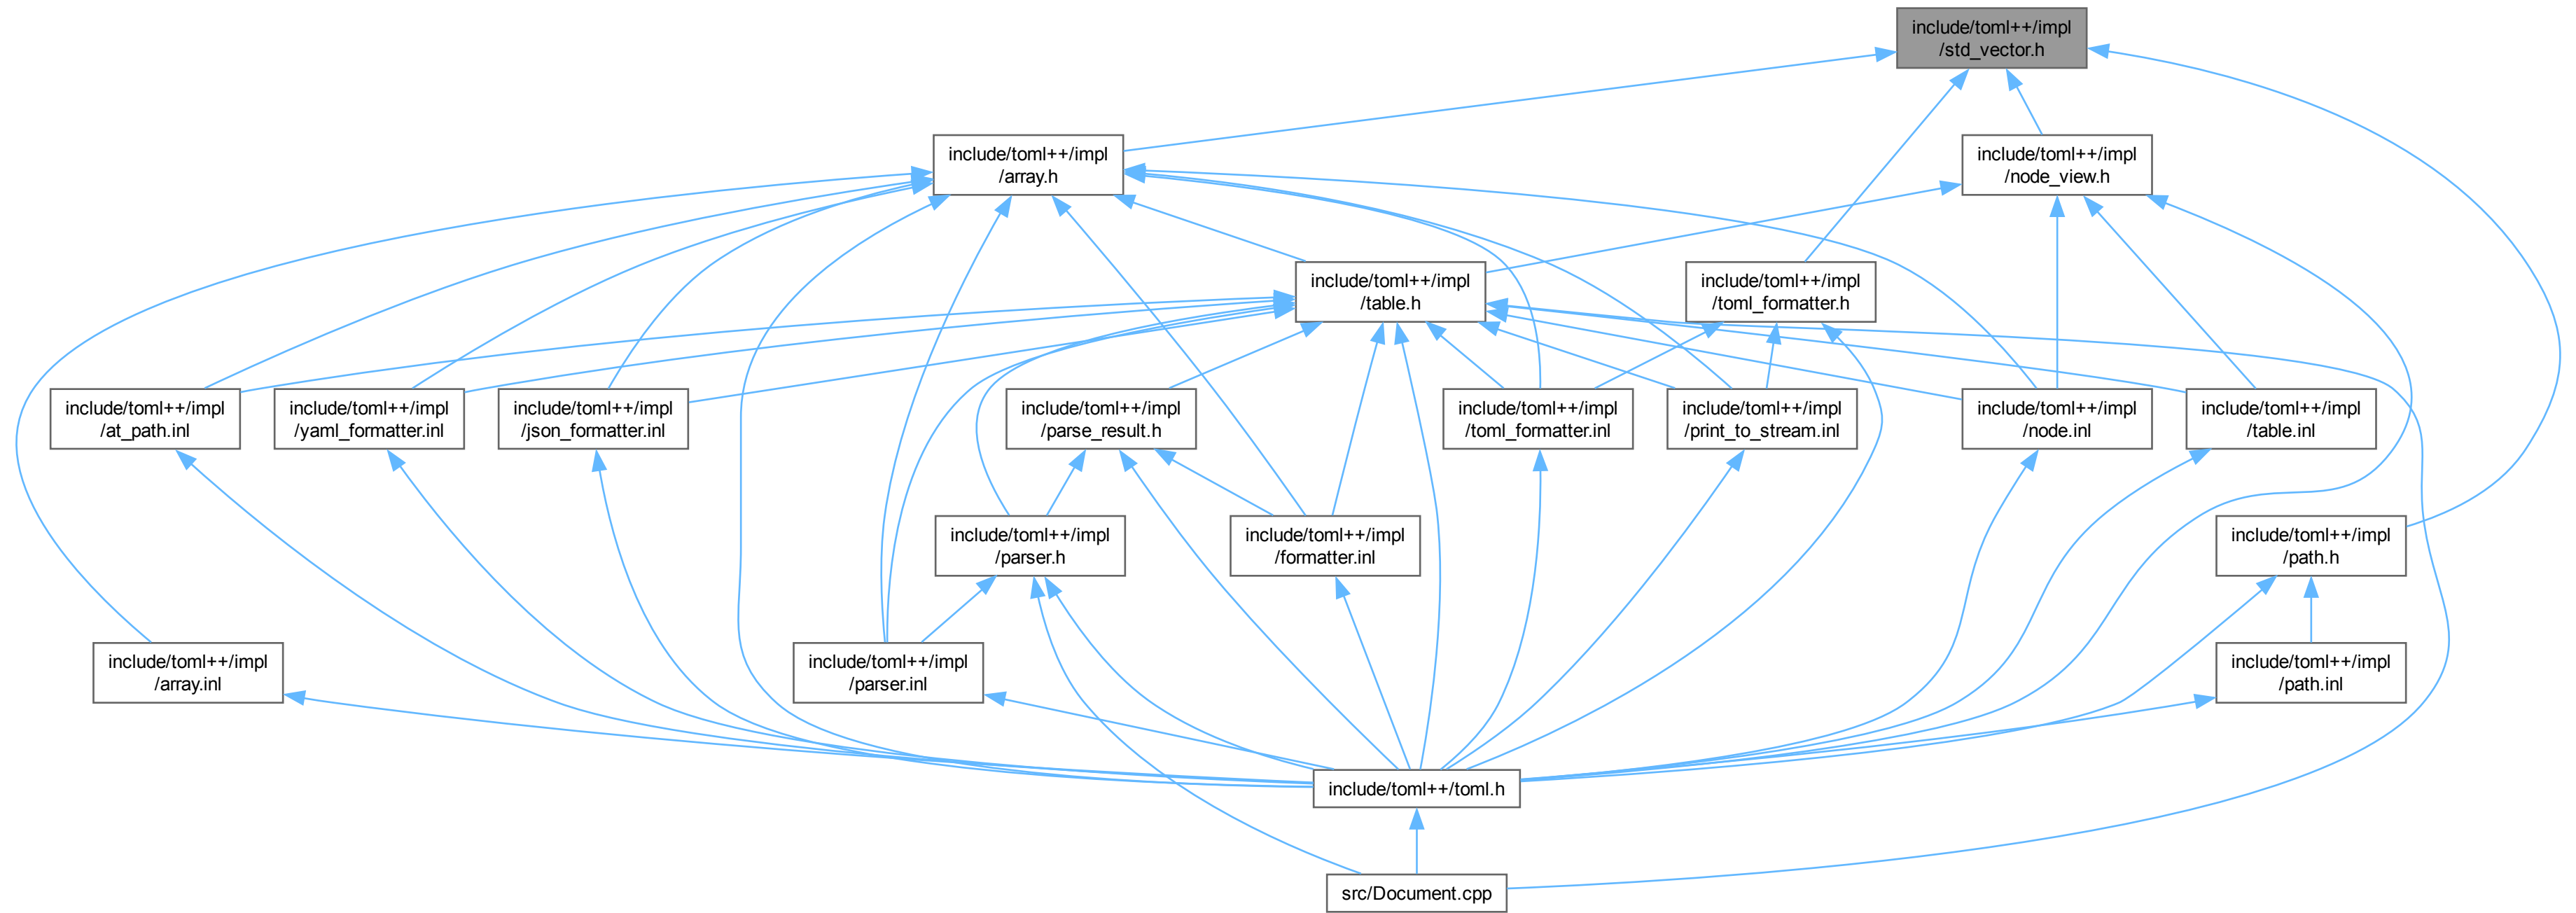 include/toml++/impl
/std_vector.h
include/toml++/impl
/array.h
include/toml++/impl
/node_view.h
include/toml++/impl
/table.h
include/toml++/impl
/toml_formatter.h
include/toml++/impl
/at_path.inl
include/toml++/impl
/yaml_formatter.inl
include/toml++/impl
/json_formatter.inl
include/toml++/impl
/parse_result.h
include/toml++/impl
/toml_formatter.inl
include/toml++/impl
/print_to_stream.inl
include/toml++/impl
/node.inl
include/toml++/impl
/table.inl
include/toml++/impl
/parser.h
include/toml++/impl
/formatter.inl
include/toml++/impl
/path.h
include/toml++/impl
/array.inl
include/toml++/impl
/parser.inl
include/toml++/impl
/path.inl
include/toml++/toml.h
src/Document.cpp